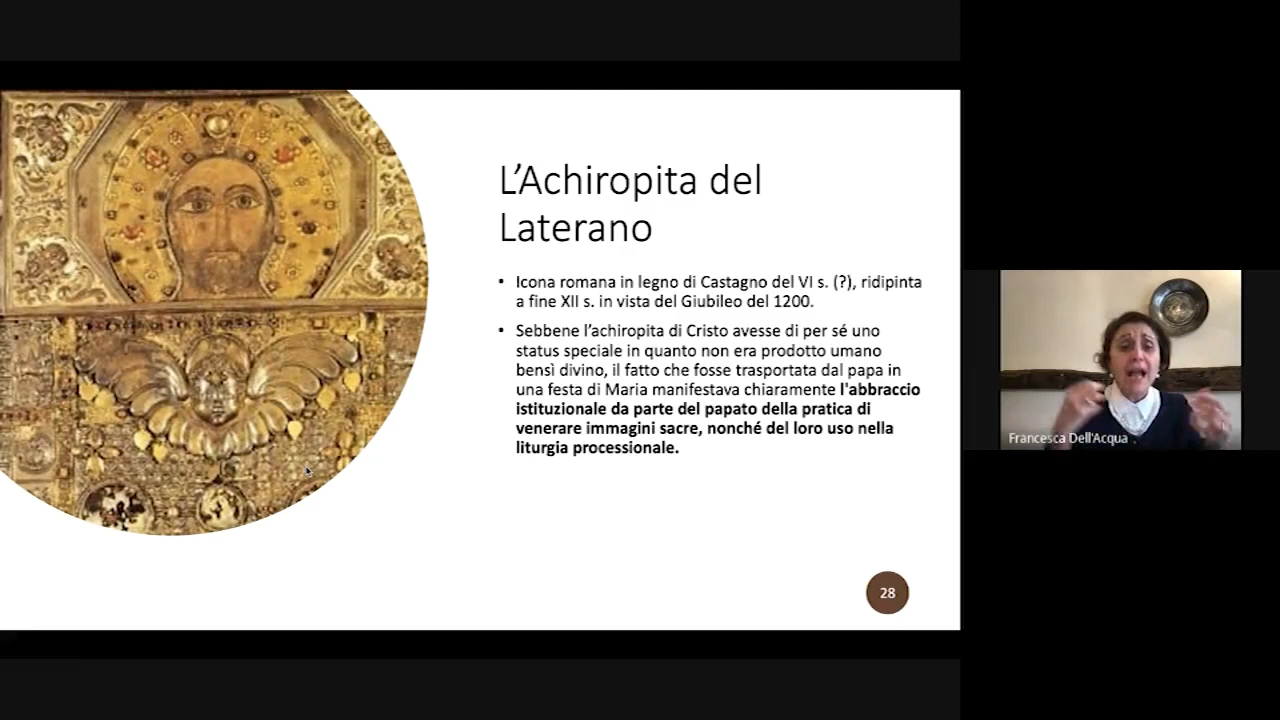 L'Achiropita del
Laterano
• Icona romana in legno di Castagno del VI s. (?), ridipinta
a fine XII s. in vista del Giubileo del 1200.
• Sebbene l'achiropita di Cristo avesse di per sé uno
status speciale in quanto non era prodotto umano
bensì divino, il fatto che fosse trasportata dal papa in
una festa di Maria manifestava chiaramente l'abbraccio
istituzionale da parte del papato della pratica di
venerare immagini sacre, nonché del loro uso nella
liturgia processionale.
28
Francesca Dell'Acqua